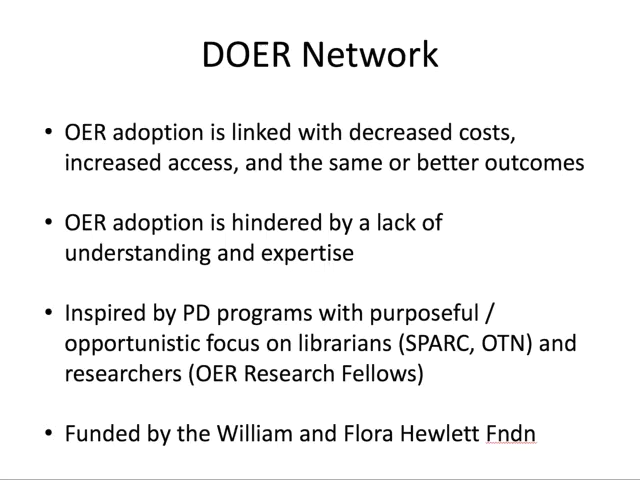 DOER Network
• OER adoption is linked with decreased costs,
increased access, and the same or better outcomes
• OER adoption is hindered by a lack of
understanding and expertise
• Inspired by PD programs with purposeful /
opportunistic focus on librarians (SPARC, OTN) and
researchers (OER Research Fellows)
• Funded by the William and Flora Hewlett Fndn